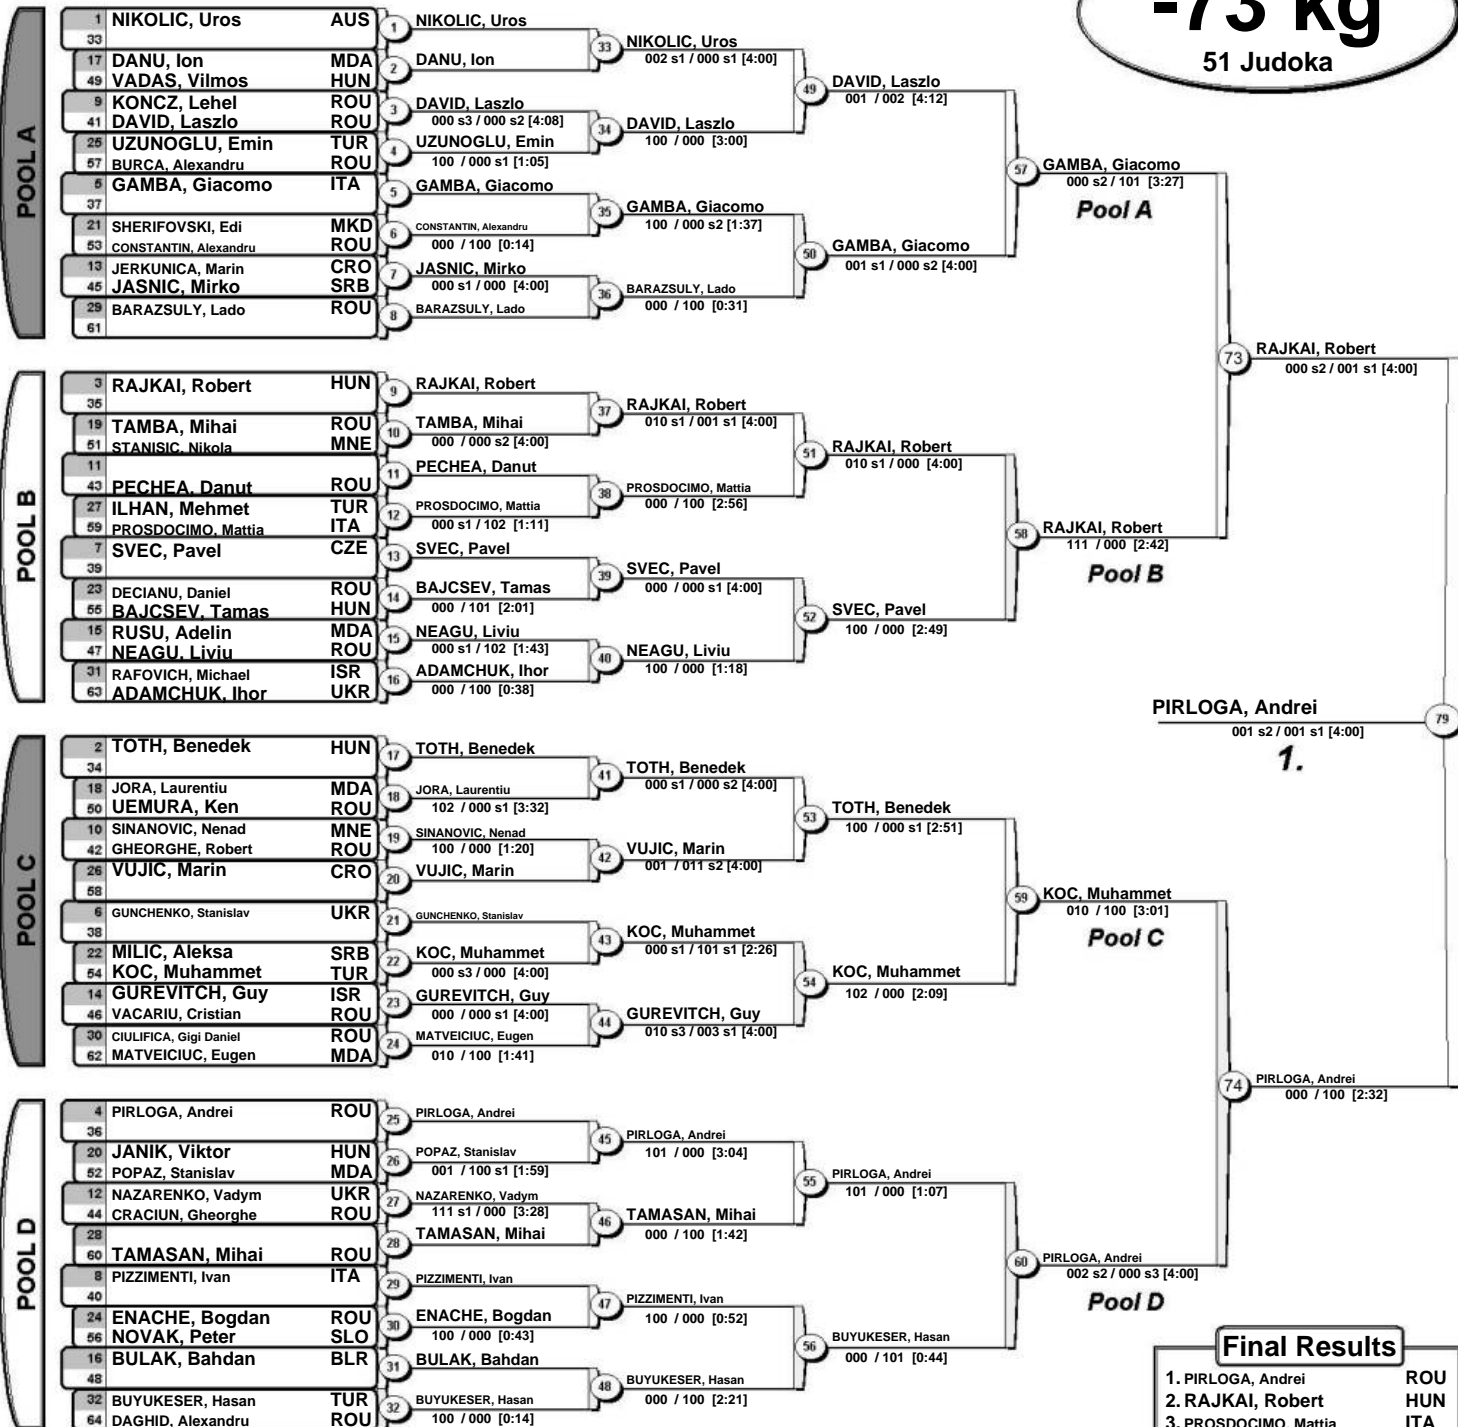 -73 kg
51 Judoka
POOL A
1 NIKOLIC, Uros AUS
33
17 DANU, Ion MDA
49 VADAS, Vilmos HUN
9 KONCZ, Lehel ROU
41 DAVID, Laszlo ROU
25 UZUNOGLU, Emin TUR
57 BURCA, Alexandru ROU
5 GAMBA, Giacomo ITA
37
21 SHERIFOVSKI, Edi MKD
53 CONSTANTIN, Alexandru ROU
13 JERKUNICA, Marin CRO
45 JASNIC, Mirko SRB
29 BARAZSULY, Lado ROU
61
1 NIKOLIC, Uros
2 DANU, Ion
3 DAVID, Laszlo
000 s3 / 000 s2 [4:08]
4 UZUNOGLU, Emin
100 / 000 s1 [1:05]
5 GAMBA, Giacomo
6 CONSTANTIN, Alexandru
000 / 100 [0:14]
7 JASNIC, Mirko
000 s1 / 000 [4:00]
8 BARAZSULY, Lado
33 NIKOLIC, Uros
002 s1 / 000 s1 [4:00]
34 DAVID, Laszlo
100 / 000 [3:00]
35 GAMBA, Giacomo
100 / 000 s2 [1:37]
36 BARAZSULY, Lado
000 / 100 [0:31]
49 DAVID, Laszlo
001 / 002 [4:12]
50 GAMBA, Giacomo
001 s1 / 000 s2 [4:00]
57 GAMBA, Giacomo
000 s2 / 101 [3:27]
Pool A
POOL B
3 RAJKAI, Robert HUN
35
19 TAMBA, Mihai ROU
51 STANISIC, Nikola MNE
11
43 PECHEA, Danut ROU
27 ILHAN, Mehmet TUR
59 PROSDOCIMO, Mattia ITA
7 SVEC, Pavel CZE
39
23 DECIANU, Daniel ROU
55 BAJCSEV, Tamas HUN
15 RUSU, Adelin MDA
47 NEAGU, Liviu ROU
31 RAFOVICH, Michael ISR
63 ADAMCHUK, Ihor UKR
9 RAJKAI, Robert
10 TAMBA, Mihai
000 / 000 s2 [4:00]
11 PECHEA, Danut
12 PROSDOCIMO, Mattia
000 s1 / 102 [1:11]
13 SVEC, Pavel
14 BAJCSEV, Tamas
000 / 101 [2:01]
15 NEAGU, Liviu
000 s1 / 102 [1:43]
16 ADAMCHUK, Ihor
000 / 100 [0:38]
37 RAJKAI, Robert
010 s1 / 001 s1 [4:00]
38 PROSDOCIMO, Mattia
000 / 100 [2:56]
39 SVEC, Pavel
000 / 000 s1 [4:00]
40 NEAGU, Liviu
100 / 000 [1:18]
51 RAJKAI, Robert
010 s1 / 000 [4:00]
52 SVEC, Pavel
100 / 000 [2:49]
58 RAJKAI, Robert
111 / 000 [2:42]
Pool B
73 RAJKAI, Robert
000 s2 / 001 s1 [4:00]
PIRLOGA, Andrei 79
001 s2 / 001 s1 [4:00]
1.
POOL C
2 TOTH, Benedek HUN
34
18 JORA, Laurentiu MDA
50 UEMURA, Ken ROU
10 SINANOVIC, Nenad MNE
42 GHEORGHE, Robert ROU
26 VUJIC, Marin CRO
58
6 GUNCHENKO, Stanislav UKR
38
22 MILIC, Aleksa SRB
54 KOC, Muhammet TUR
14 GUREVITCH, Guy ISR
46 VACARIU, Cristian ROU
30 CIULIFICA, Gigi Daniel ROU
62 MATVEICIUC, Eugen MDA
17 TOTH, Benedek
18 JORA, Laurentiu
102 / 000 s1 [3:32]
19 SINANOVIC, Nenad
100 / 000 [1:20]
20 VUJIC, Marin
21 GUNCHENKO, Stanislav
22 KOC, Muhammet
000 s3 / 000 [4:00]
23 GUREVITCH, Guy
000 / 000 s1 [4:00]
24 MATVEICIUC, Eugen
010 / 100 [1:41]
41 TOTH, Benedek
000 s1 / 000 s2 [4:00]
42 VUJIC, Marin
001 / 011 s2 [4:00]
43 KOC, Muhammet
000 s1 / 101 s1 [2:26]
44 GUREVITCH, Guy
010 s3 / 003 s1 [4:00]
53 TOTH, Benedek
100 / 000 s1 [2:51]
54 KOC, Muhammet
102 / 000 [2:09]
59 KOC, Muhammet
010 / 100 [3:01]
Pool C
74 PIRLOGA, Andrei
000 / 100 [2:32]
POOL D
4 PIRLOGA, Andrei ROU
36
20 JANIK, Viktor HUN
52 POPAZ, Stanislav MDA
12 NAZARENKO, Vadym UKR
44 CRACIUN, Gheorghe ROU
28
60 TAMASAN, Mihai ROU
8 PIZZIMENTI, Ivan ITA
40
24 ENACHE, Bogdan ROU
56 NOVAK, Peter SLO
16 BULAK, Bahdan BLR
48
32 BUYUKESER, Hasan TUR
64 DAGHID, Alexandru ROU
25 PIRLOGA, Andrei
26 POPAZ, Stanislav
001 / 100 s1 [1:59]
27 NAZARENKO, Vadym
111 s1 / 000 [3:28]
28 TAMASAN, Mihai
29 PIZZIMENTI, Ivan
30 ENACHE, Bogdan
100 / 000 [0:43]
31 BULAK, Bahdan
32 BUYUKESER, Hasan
100 / 000 [0:14]
45 PIRLOGA, Andrei
101 / 000 [3:04]
46 TAMASAN, Mihai
000 / 100 [1:42]
47 PIZZIMENTI, Ivan
100 / 000 [0:52]
48 BUYUKESER, Hasan
000 / 100 [2:21]
55 PIRLOGA, Andrei
101 / 000 [1:07]
56 BUYUKESER, Hasan
000 / 101 [0:44]
60 PIRLOGA, Andrei
002 s2 / 000 s3 [4:00]
Pool D
Final Results
1. PIRLOGA, Andrei ROU
2. RAJKAI, Robert HUN
3. PROSDOCIMO, Mattia ITA